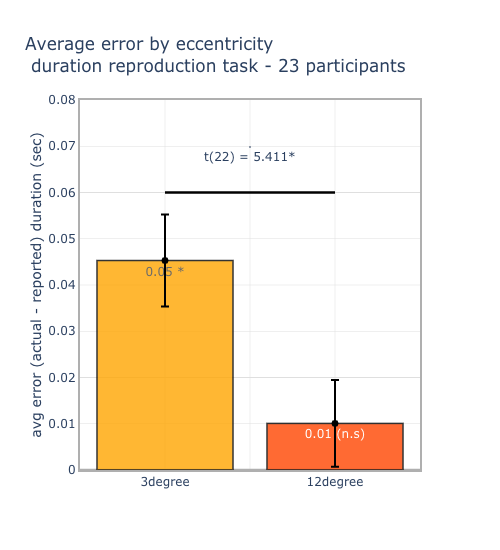 Average error by eccentricity
duration reproduction task - 23 participants
avg error (actual - reported) duration (sec)
0.08
0.07
0.06
0.05
0.04
0.03
0.02
0.01
0
t(22) = 5.411*
0.05 *
0.01 (n.s)
3degree
12degree